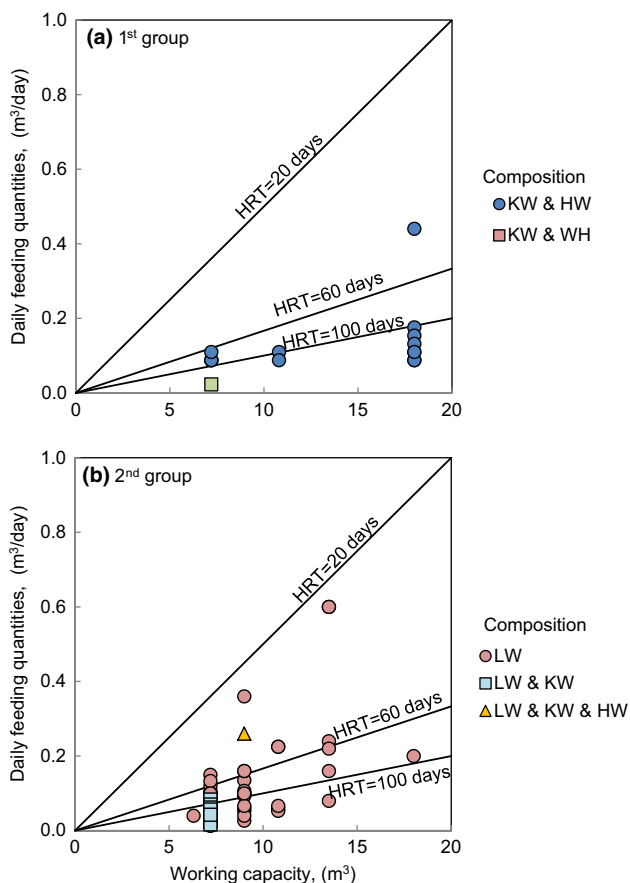 (a) 1st group
1.0
0.8
0.6
0.4
0.2
0.0
Daily feeding quantities, (m3/day)
HRT=20 days
HRT=60 days
HRT=100 days
0 5 10 15 20
Composition
KW & HW
KW & WH
(b) 2nd group
1.0
0.8
0.6
0.4
0.2
0.0
Daily feeding quantities, (m3/day)
HRT=20 days
HRT=60 days
HRT=100 days
0 5 10 15 20
Working capacity, (m3)
Composition
LW
LW & KW
LW & KW & HW